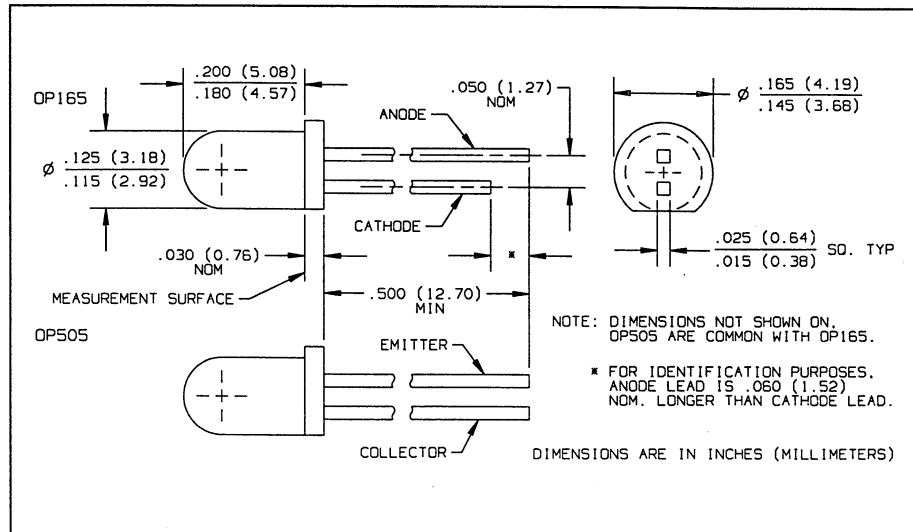 OP165
.200 (5.08)
.180 (4.57)
.050 (1.27)
NOM
ANODE
ø .165 (4.19)
.145 (3.68)
ø .125 (3.18)
.115 (2.92)
CATHODE
.030 (0.76)
NOM
*
.025 (0.64)
.015 (0.38)
SQ. TYP
MEASUREMENT SURFACE
.500 (12.70)
MIN
OP505
EMITTER
COLLECTOR
NOTE: DIMENSIONS NOT SHOWN ON,
OP505 ARE COMMON WITH OP165.
* FOR IDENTIFICATION PURPOSES,
ANODE LEAD IS .060 (1.52)
NOM. LONGER THAN CATHODE LEAD.
DIMENSIONS ARE IN INCHES (MILLIMETERS)